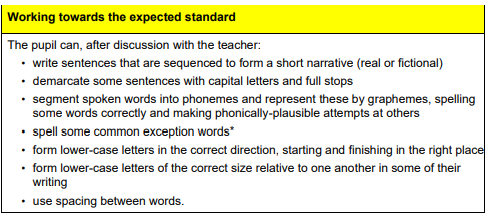 Working towards the expected standard
The pupil can, after discussion with the teacher:
• write sentences that are sequenced to form a short narrative (real or fictional)
• demarcate some sentences with capital letters and full stops
• segment spoken words into phonemes and represent these by graphemes, spelling
some words correctly and making phonically-plausible attempts at others
• spell some common exception words*
• form lower-case letters in the correct direction, starting and finishing in the right place
• form lower-case letters of the correct size relative to one another in some of their
writing
• use spacing between words.